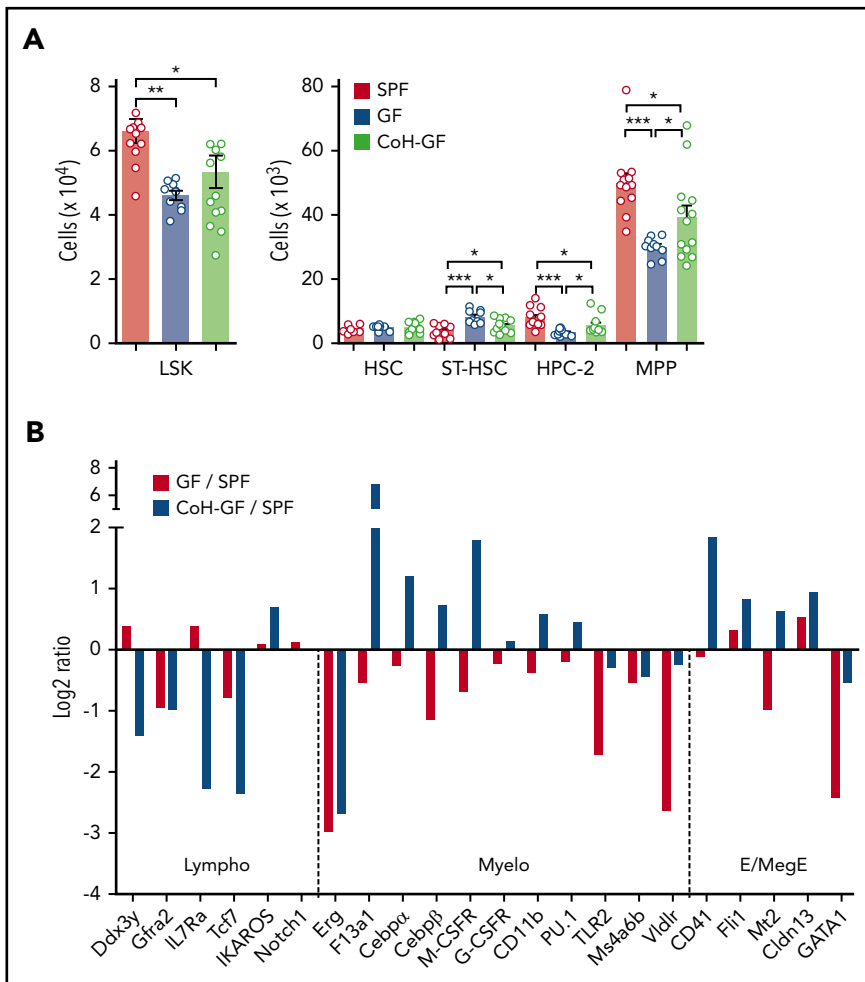 A
8
6
4
2
0
Cells (x 10⁴)
*
**
LSK
80
60
40
20
0
Cells (x 10³)
SPF
GF
CoH-GF
*
***
*
*
***
*
*
***
*
HSC
ST-HSC
HPC-2
MPP
B
8
6
4
2
1
0
-1
-2
-3
-4
Log2 ratio
GF / SPF
CoH-GF / SPF
Lympho
Myelo
E/MegE
Ddx3y
Gfra2
IL7Ra
Tcf7
IKAROS
Notch1
Erg
F13a1
Cebpα
Cebpβ
M-CSFR
G-CSFR
CD11b
PU.1
TLR2
Ms4a6b
Vldlr
CD41
Fli1
Mt2
Cldn13
GATA1